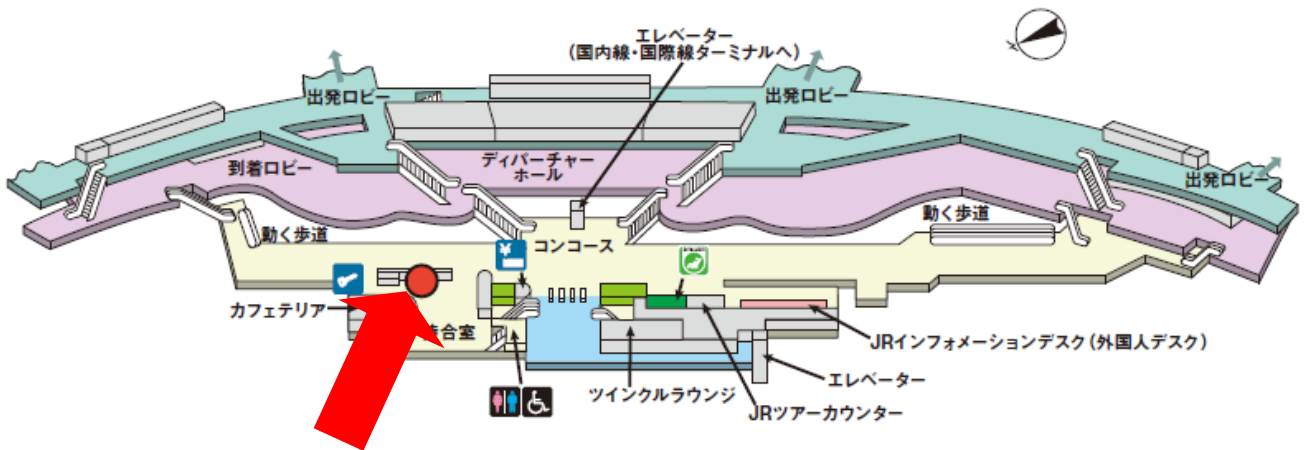 エレベーター
(国内線・国際線ターミナルへ)
出発ロビー
出発ロビー
ディパーチャー
ホール
到着ロビー
出発ロビー
動く歩道
動く歩道
コンコース
¥
カフェテリア
合室
JRインフォメーションデスク(外国人デスク)
エレベーター
ツインクルラウンジ
JRツアーカウンター